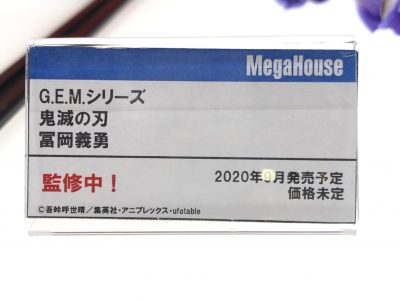 MegaHouse
G.E.M.シリーズ
鬼滅の刃
冨岡義勇
監修中！
2020年9月発売予定
価格未定
©吾峠呼世晴／集英社・アニプレックス・ufotable